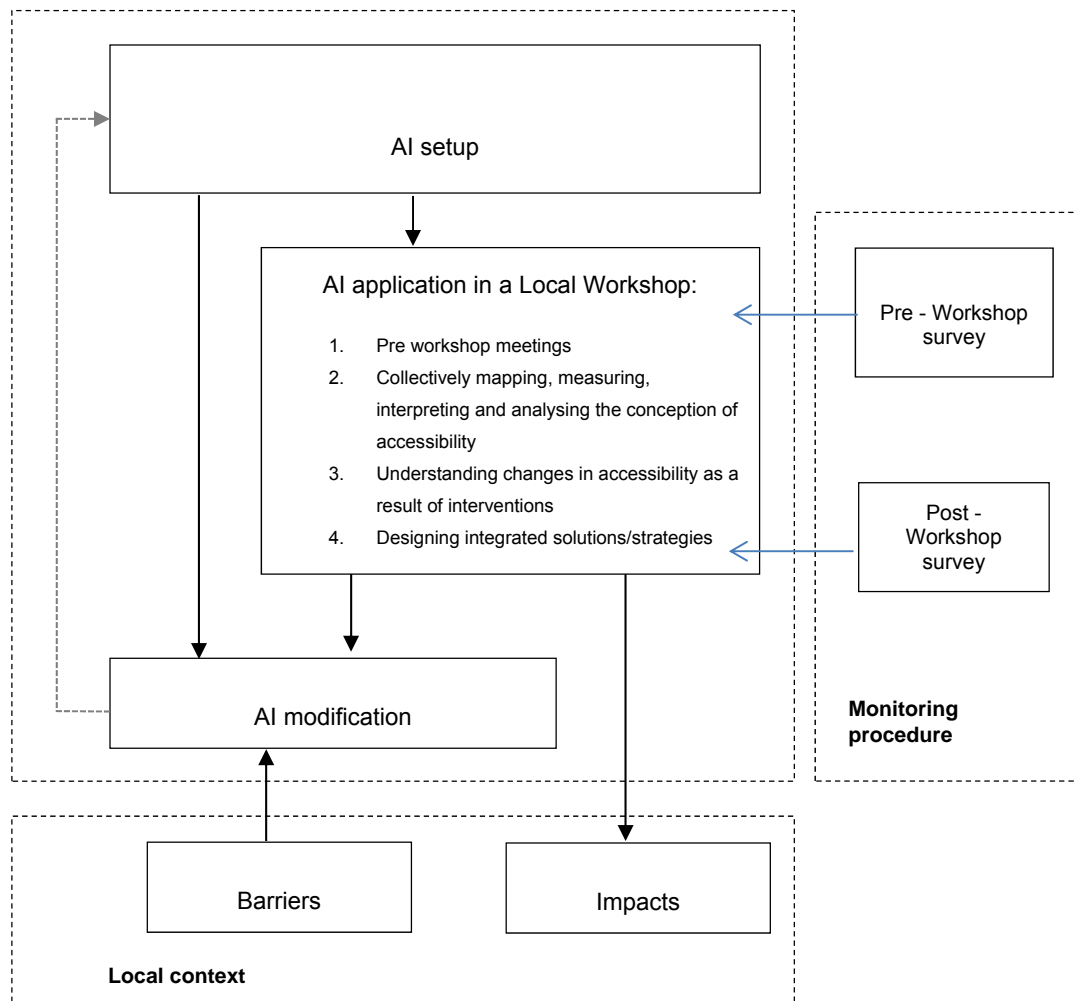 AI setup
AI application in a Local Workshop:
1. Pre workshop meetings
2. Collectively mapping, measuring,
interpreting and analysing the conception of
accessibility
3. Understanding changes in accessibility as a
result of interventions
4. Designing integrated solutions/strategies
Pre - Workshop
survey
Post -
Workshop
survey
Monitoring
procedure
AI modification
Barriers
Impacts
Local context